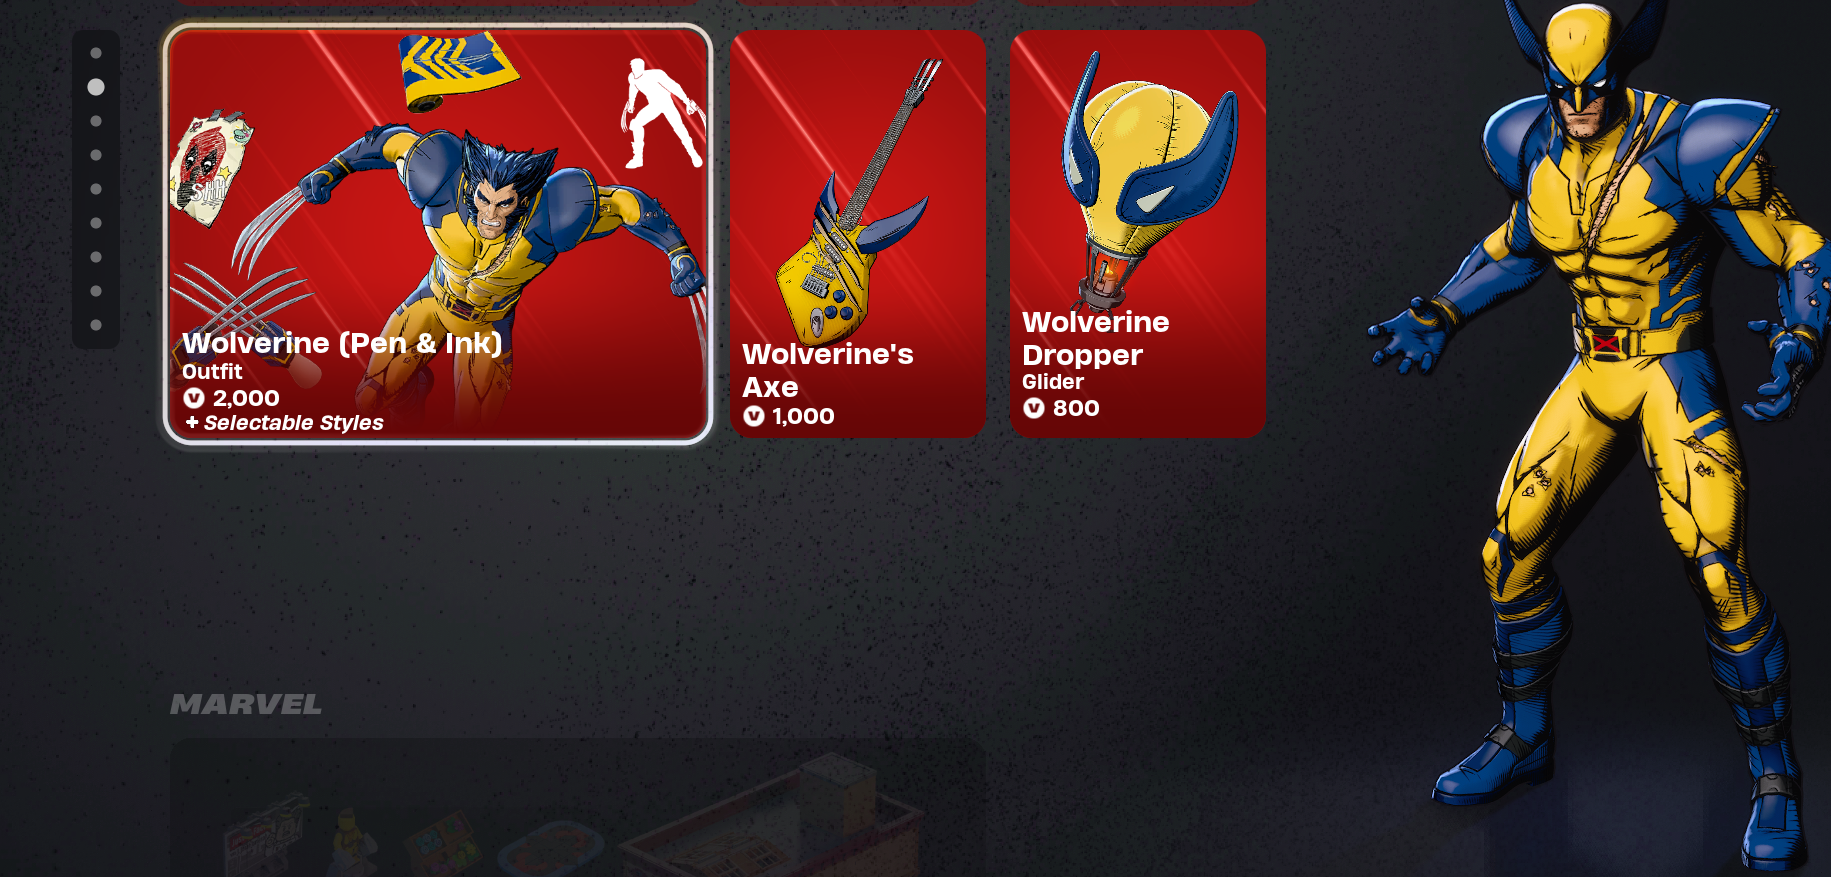 Wolverine (Pen & Ink)
Outfit
2,000
+ Selectable Styles
Wolverine's
Axe
1,000
Wolverine
Dropper
Glider
800
MARVEL